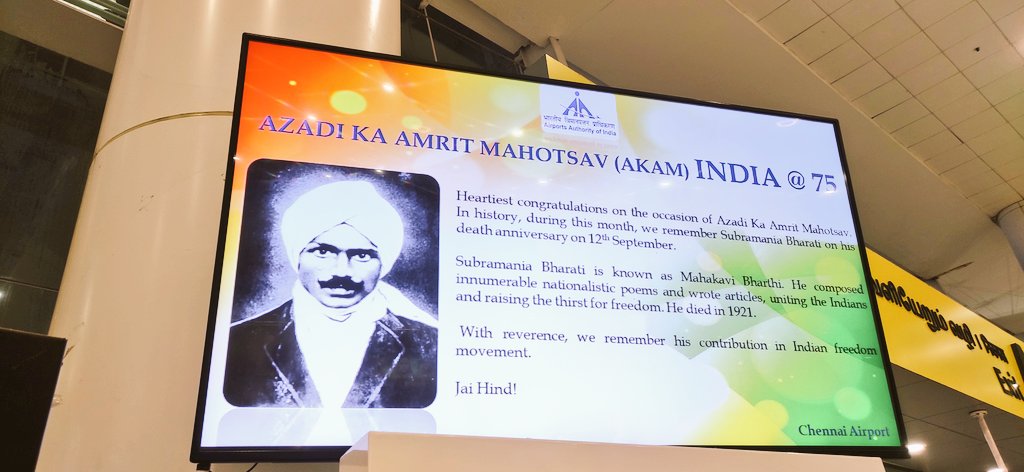 भारतीय विमानपत्तन प्राधिकरण
Airports Authority of India
AZADI KA AMRIT MAHOTSAV (AKAM) INDIA @ 75
Heartiest congratulations on the occasion of Azadi Ka Amrit Mahotsav.
In history, during this month, we remember Subramania Bharati on his
death anniversary on 12th September.
Subramania Bharati is known as Mahakavi Bharthi. He composed
innumerable nationalistic poems and wrote articles, uniting the Indians
and raising the thirst for freedom. He died in 1921.
With reverence, we remember his contribution in Indian freedom
movement.
Jai Hind!
Chennai Airport
வழி /